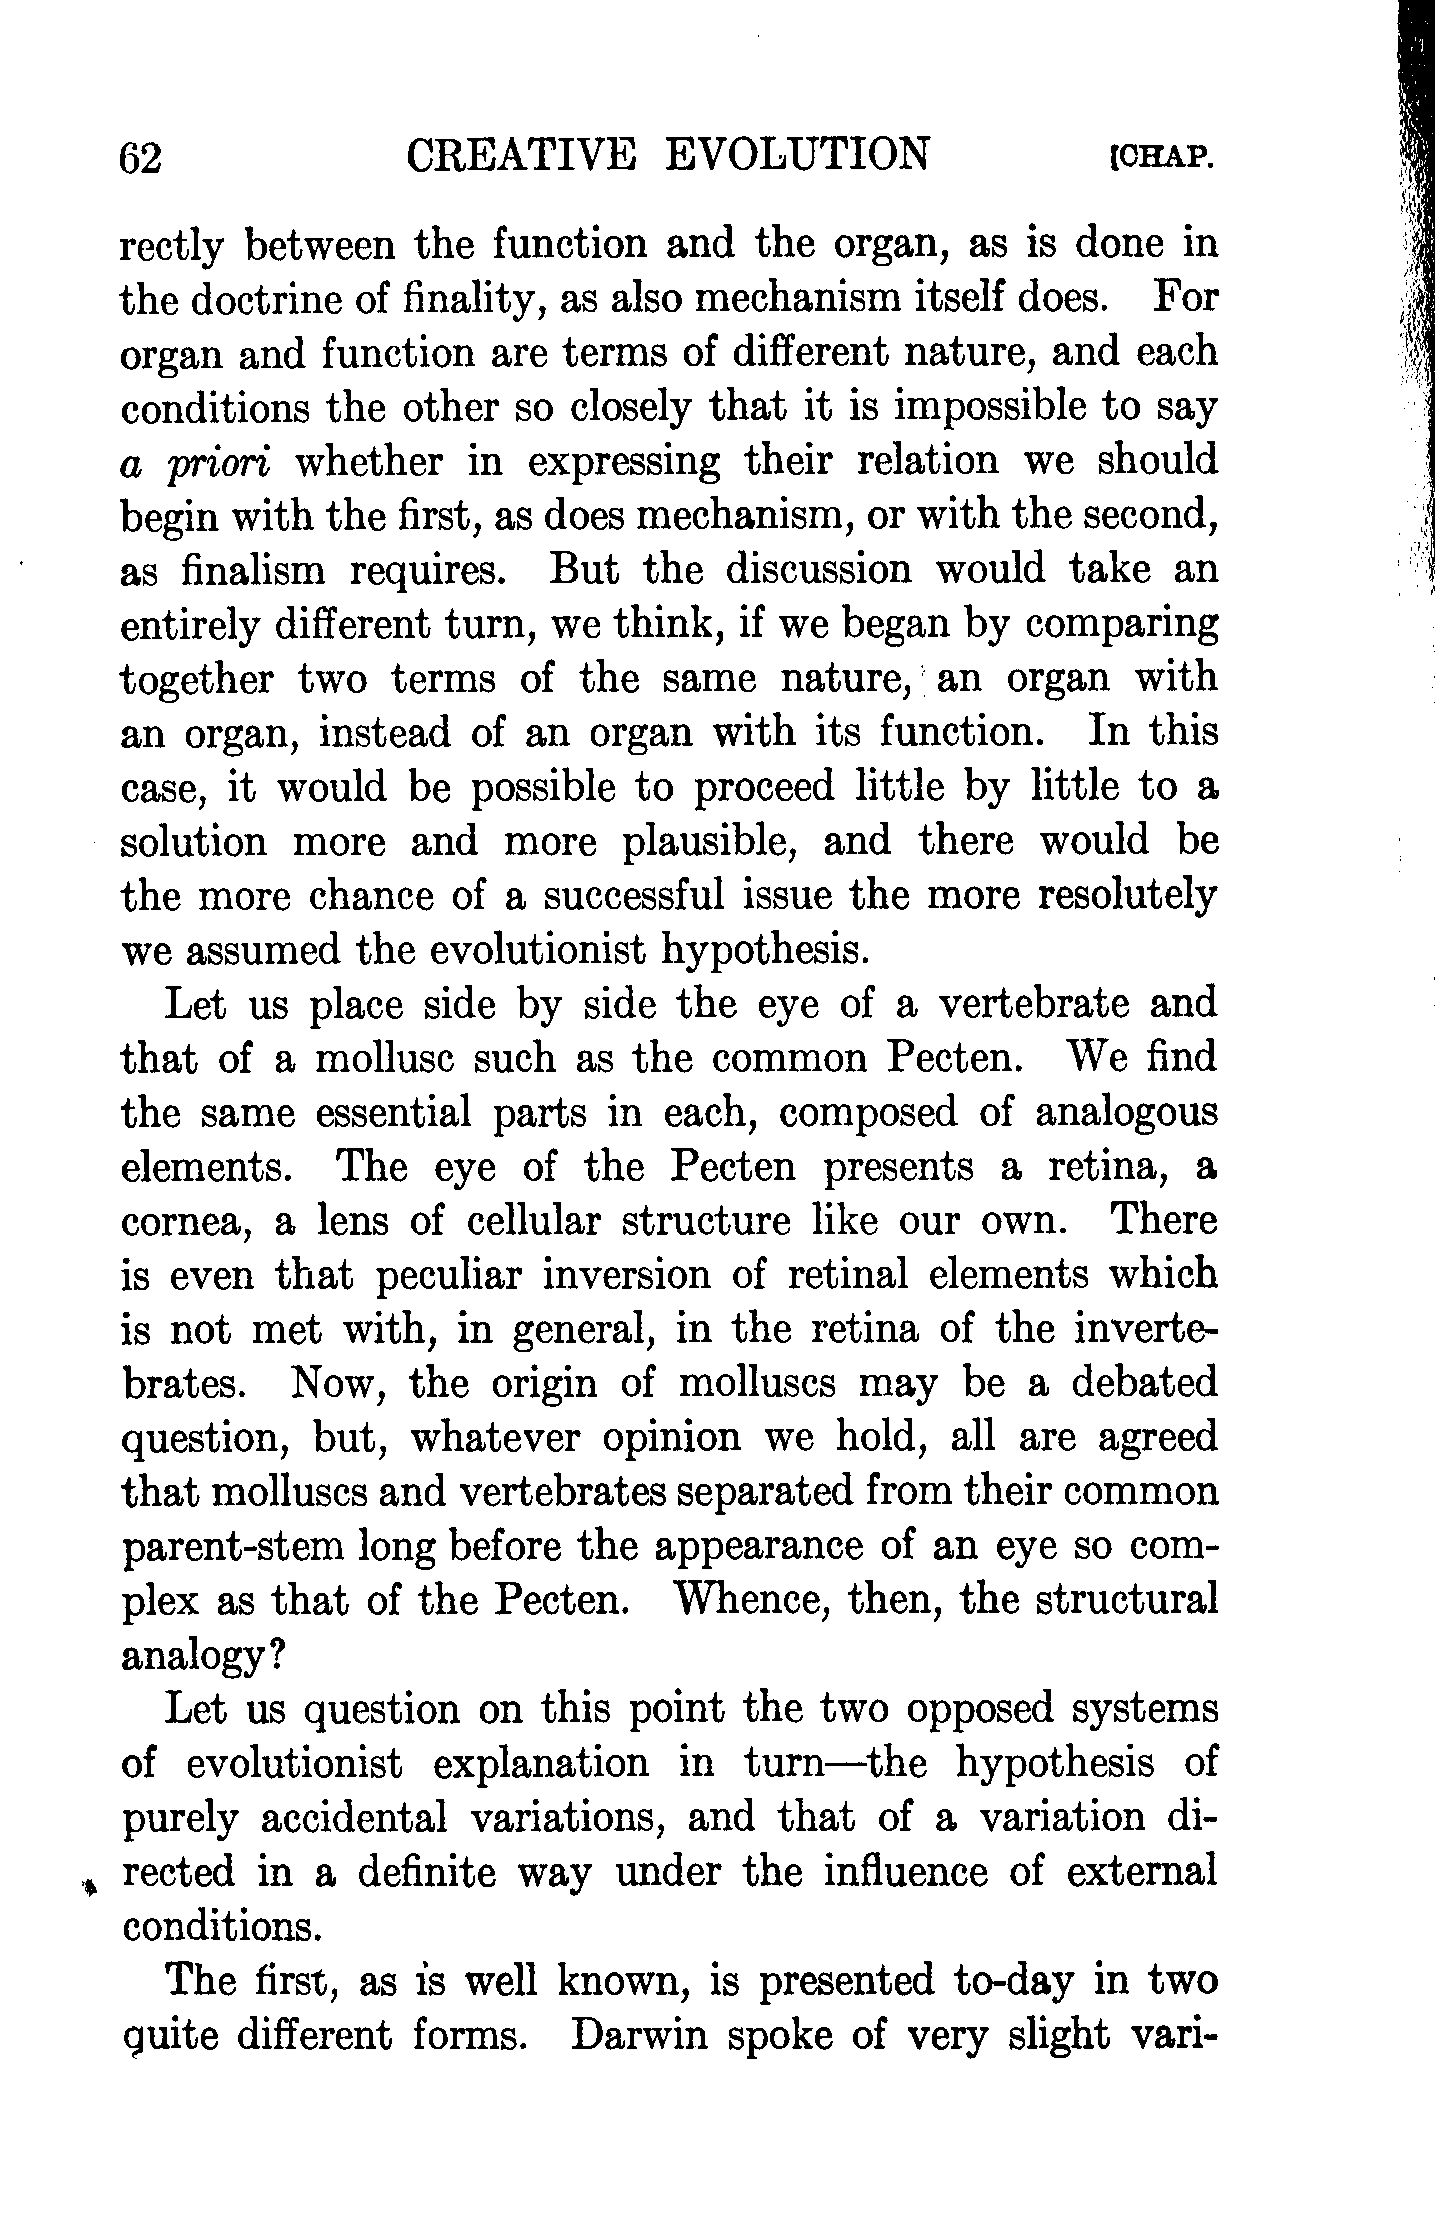 62 CREATIVE EVOLUTION [CHAP.
rectly between the function and the organ, as is done in
the doctrine of finality, as also mechanism itself does. For
organ and function are terms of different nature, and each
conditions the other so closely that it is impossible to say
a priori whether in expressing their relation we should
begin with the first, as does mechanism, or with the second,
as finalism requires. But the discussion would take an
entirely different turn, we think, if we began by comparing
together two terms of the same nature, an organ with
an organ, instead of an organ with its function. In this
case, it would be possible to proceed little by little to a
solution more and more plausible, and there would be
the more chance of a successful issue the more resolutely
we assumed the evolutionist hypothesis.
Let us place side by side the eye of a vertebrate and
that of a mollusc such as the common Pecten. We find
the same essential parts in each, composed of analogous
elements. The eye of the Pecten presents a retina, a
cornea, a lens of cellular structure like our own. There
is even that peculiar inversion of retinal elements which
is not met with, in general, in the retina of the inverte-
brates. Now, the origin of molluscs may be a debated
question, but, whatever opinion we hold, all are agreed
that molluscs and vertebrates separated from their common
parent-stem long before the appearance of an eye so com-
plex as that of the Pecten. Whence, then, the structural
analogy?
Let us question on this point the two opposed systems
of evolutionist explanation in turn—the hypothesis of
purely accidental variations, and that of a variation di-
rected in a definite way under the influence of external
conditions.
The first, as is well known, is presented to-day in two
quite different forms. Darwin spoke of very slight vari-